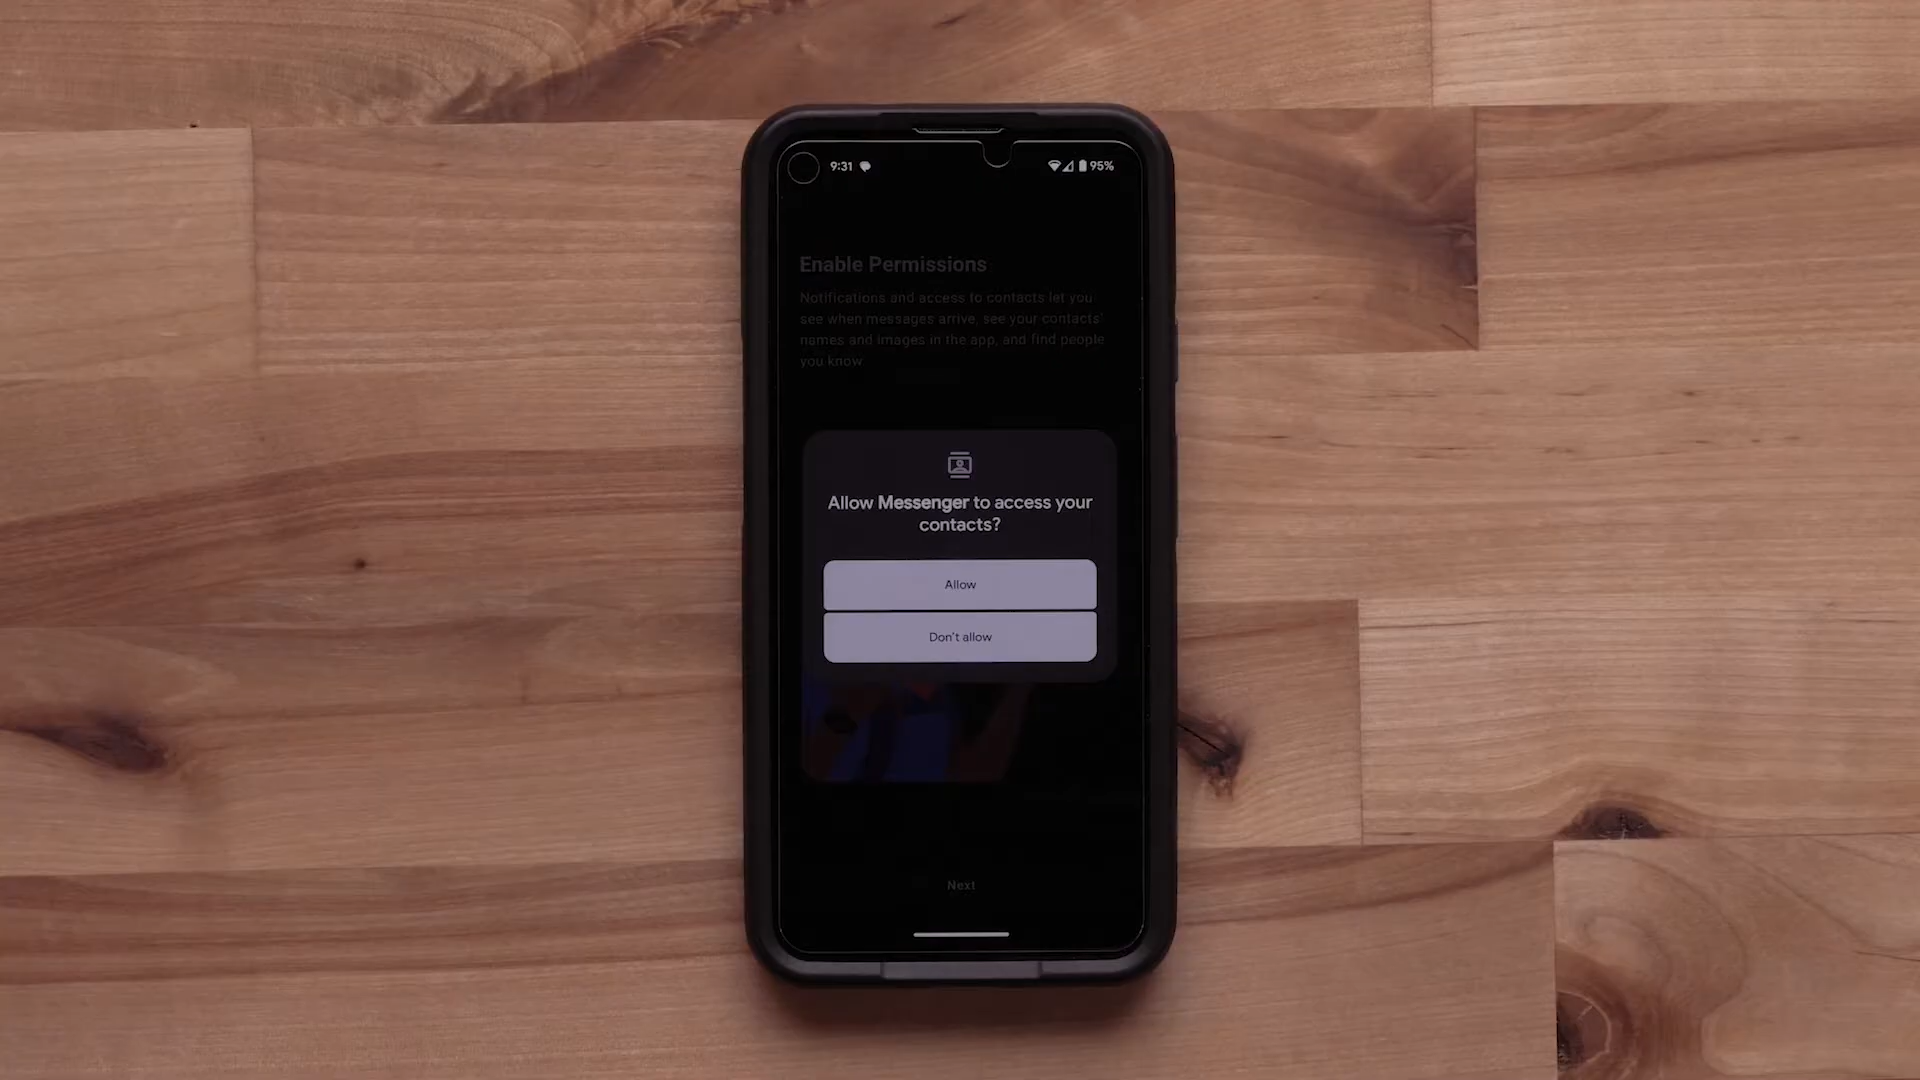 9:31
95%
Enable Permissions
Notifications and access to contacts let you
see when messages arrive, see your contacts'
names and images in the app, and find people
you know.
Allow Messenger to access your
contacts?
Allow
Don't allow
Next